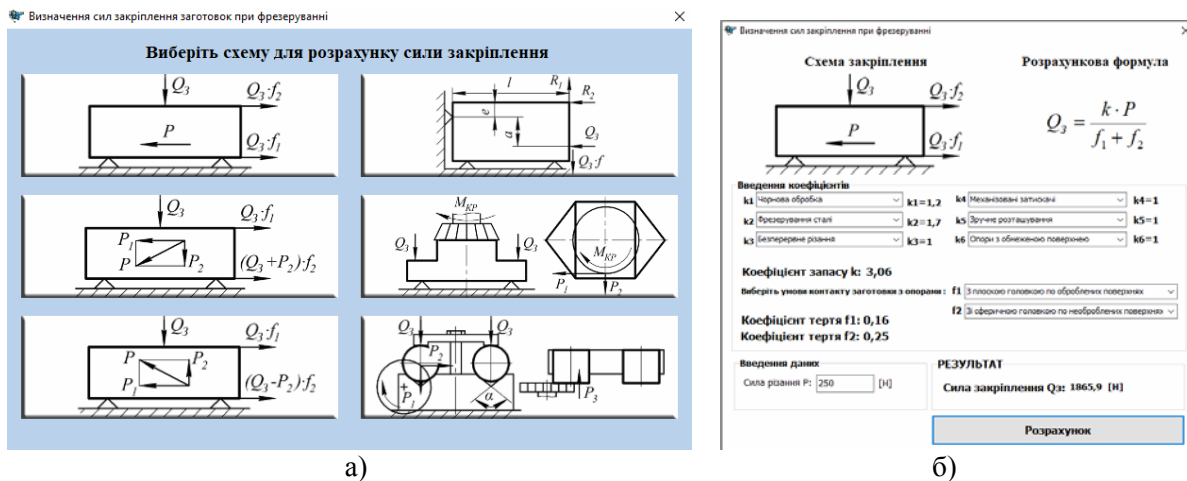 Визначення сил закріплення заготовок при фрезеруванні
Виберіть схему для розрахунку сили закріплення
Q3
Q3·f2
P
Q3·f1
l
R1
R2
e
a
Q3
Q3·f
Q3
Q3·f1
P1
P
P2
(Q3+P2)·f2
MКР
Q3
Q3
MКР
P1
P2
Q3
Q3·f1
P
P2
P1
(Q3-P2)·f2
Q3
Q3
P2
P1
α
P3
а)
Визначення сил закріплення при фрезеруванні
Схема закріплення
Розрахункова формула
Q3
Q3·f2
P
Q3·f1
Q3 = k · P / f1 + f2
Введення коефіцієнтів
k1 Чорнова обробка k1=1,2 k4 Механізовані затискачі k4=1
k2 Фрезерування сталі k2=1,7 k5 Зручне розташування k5=1
k3 Безперервне різання k3=1 k6 Опори з обмеженою поверхнею k6=1
Коефіцієнт запасу k: 3,06
Виберіть умови контакту заготовки з опорами: f1 З плоскою головкою по оброблених поверхнях
f2 Зі сферичною головкою по необроблених поверхнях
Коефіцієнт тертя f1: 0,16
Коефіцієнт тертя f2: 0,25
Введення даних
Сила різання P: 250 [Н]
РЕЗУЛЬТАТ
Сила закріплення Qз: 1865,9 [Н]
Розрахунок
б)